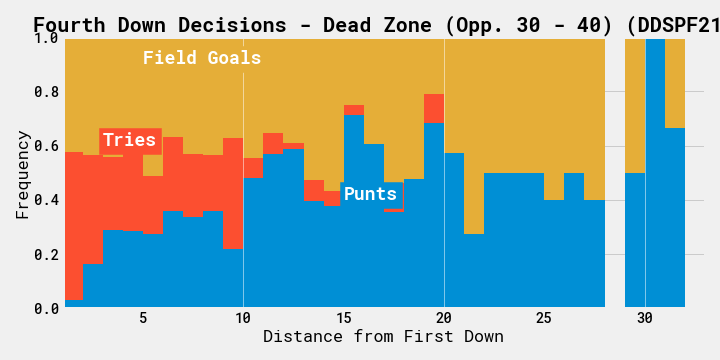 Fourth Down Decisions - Dead Zone (Opp. 30 - 40) (DDSPF21
1.0
Field Goals
0.8
Tries
0.6
Frequency
0.4
Punts
0.2
0.0
5 10 15 20 25 30
Distance from First Down